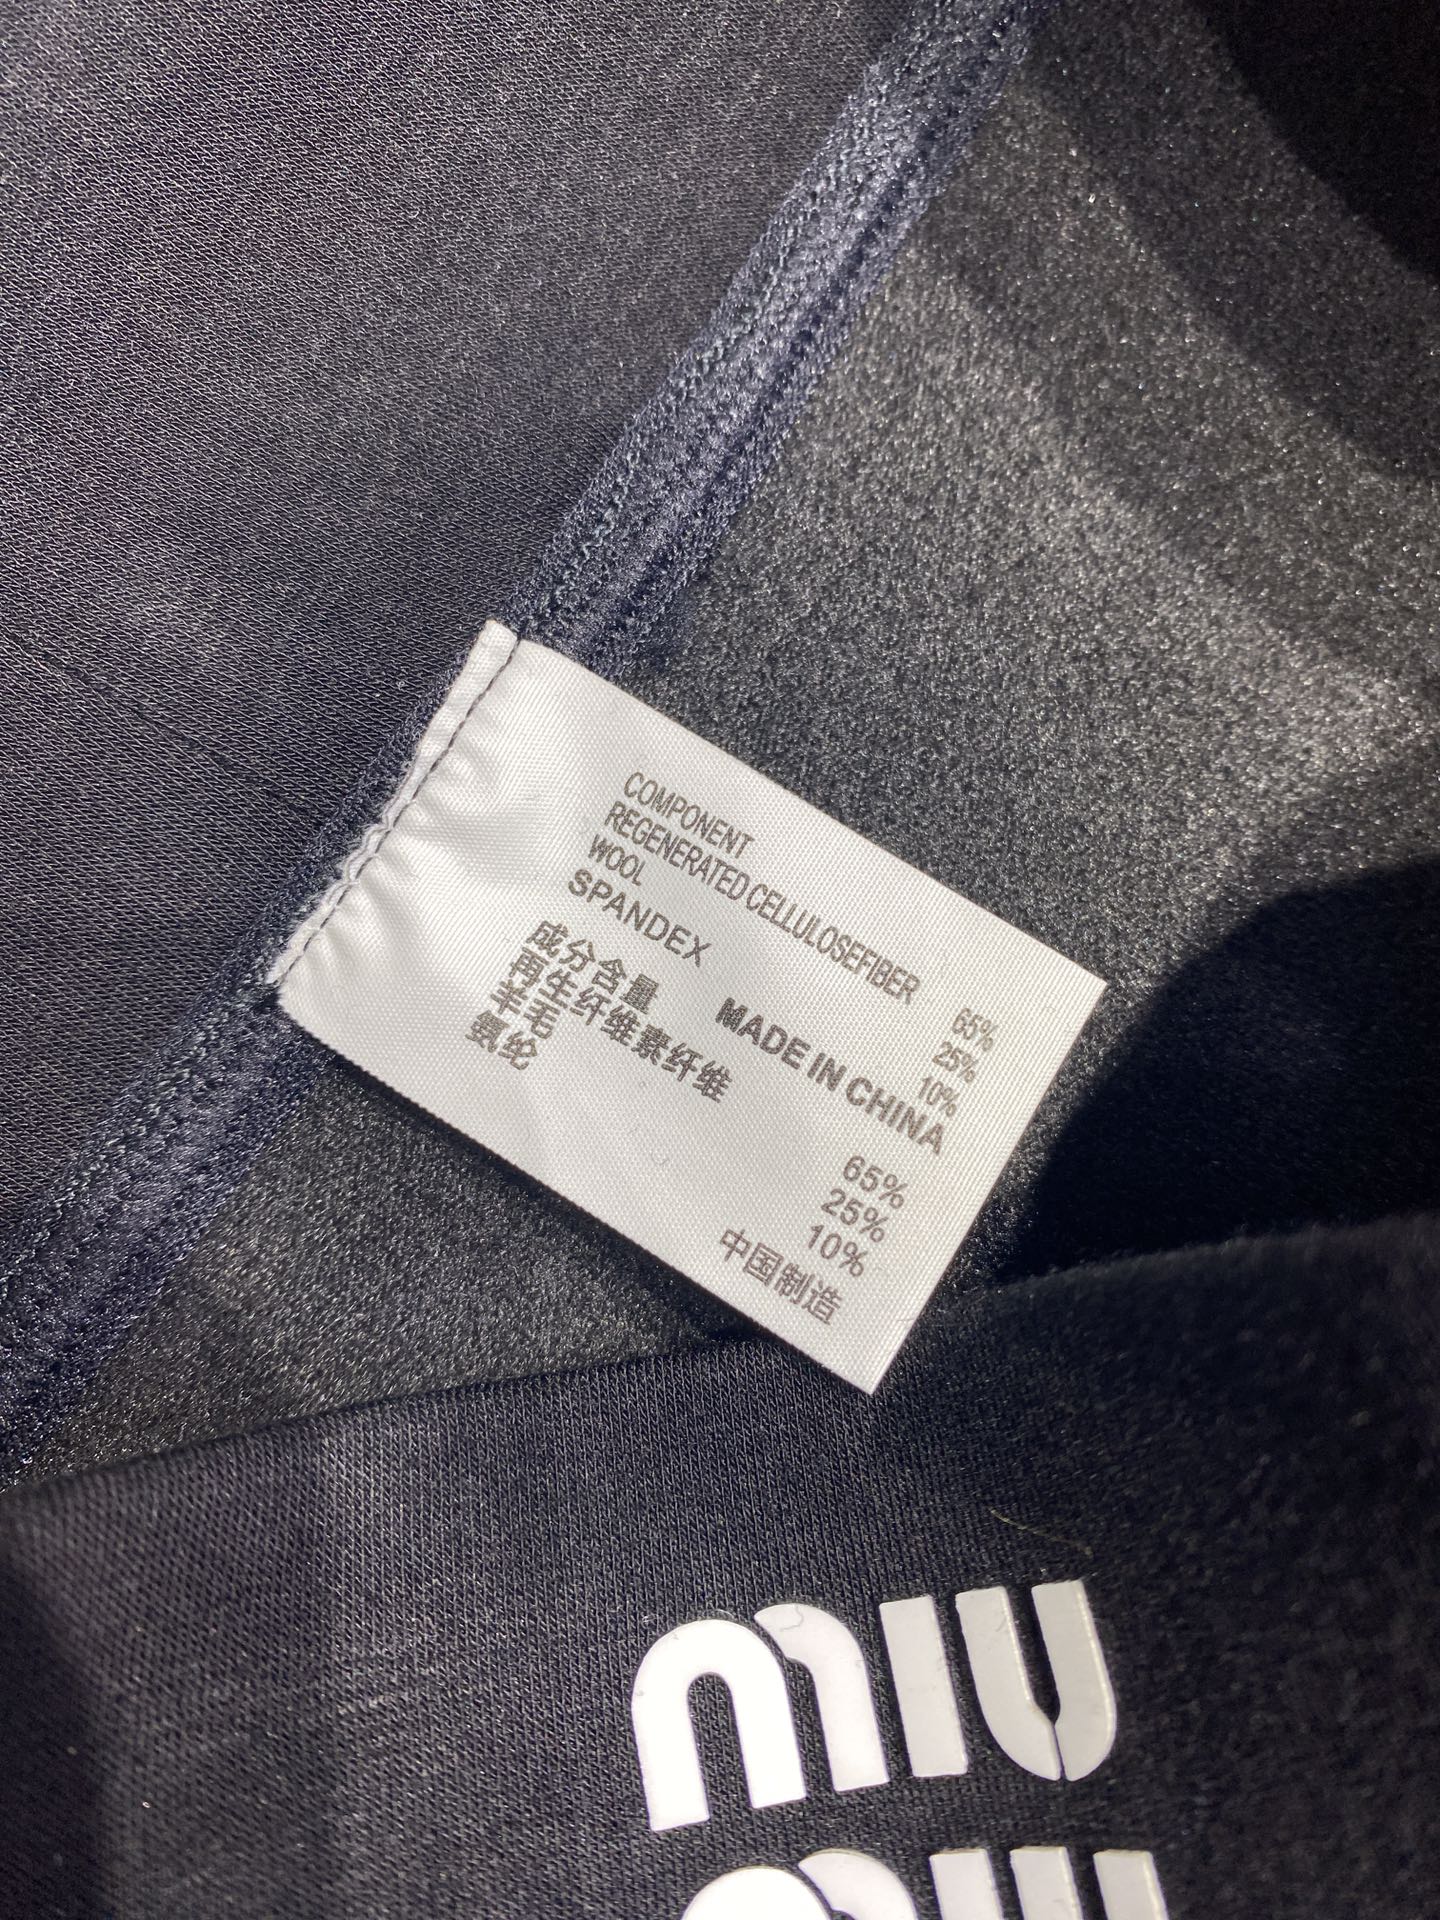 COMPONENT
REGENERATED CELLULOSEFIBER 65%
WOOL 25%
SPANDEX 10%
MADE IN CHINA
成分含量
再生纤维素纤维 65%
羊毛 25%
氨纶 10%
中国制造
miu